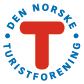 • DEN NORSKE •
T
TURISTFORENING